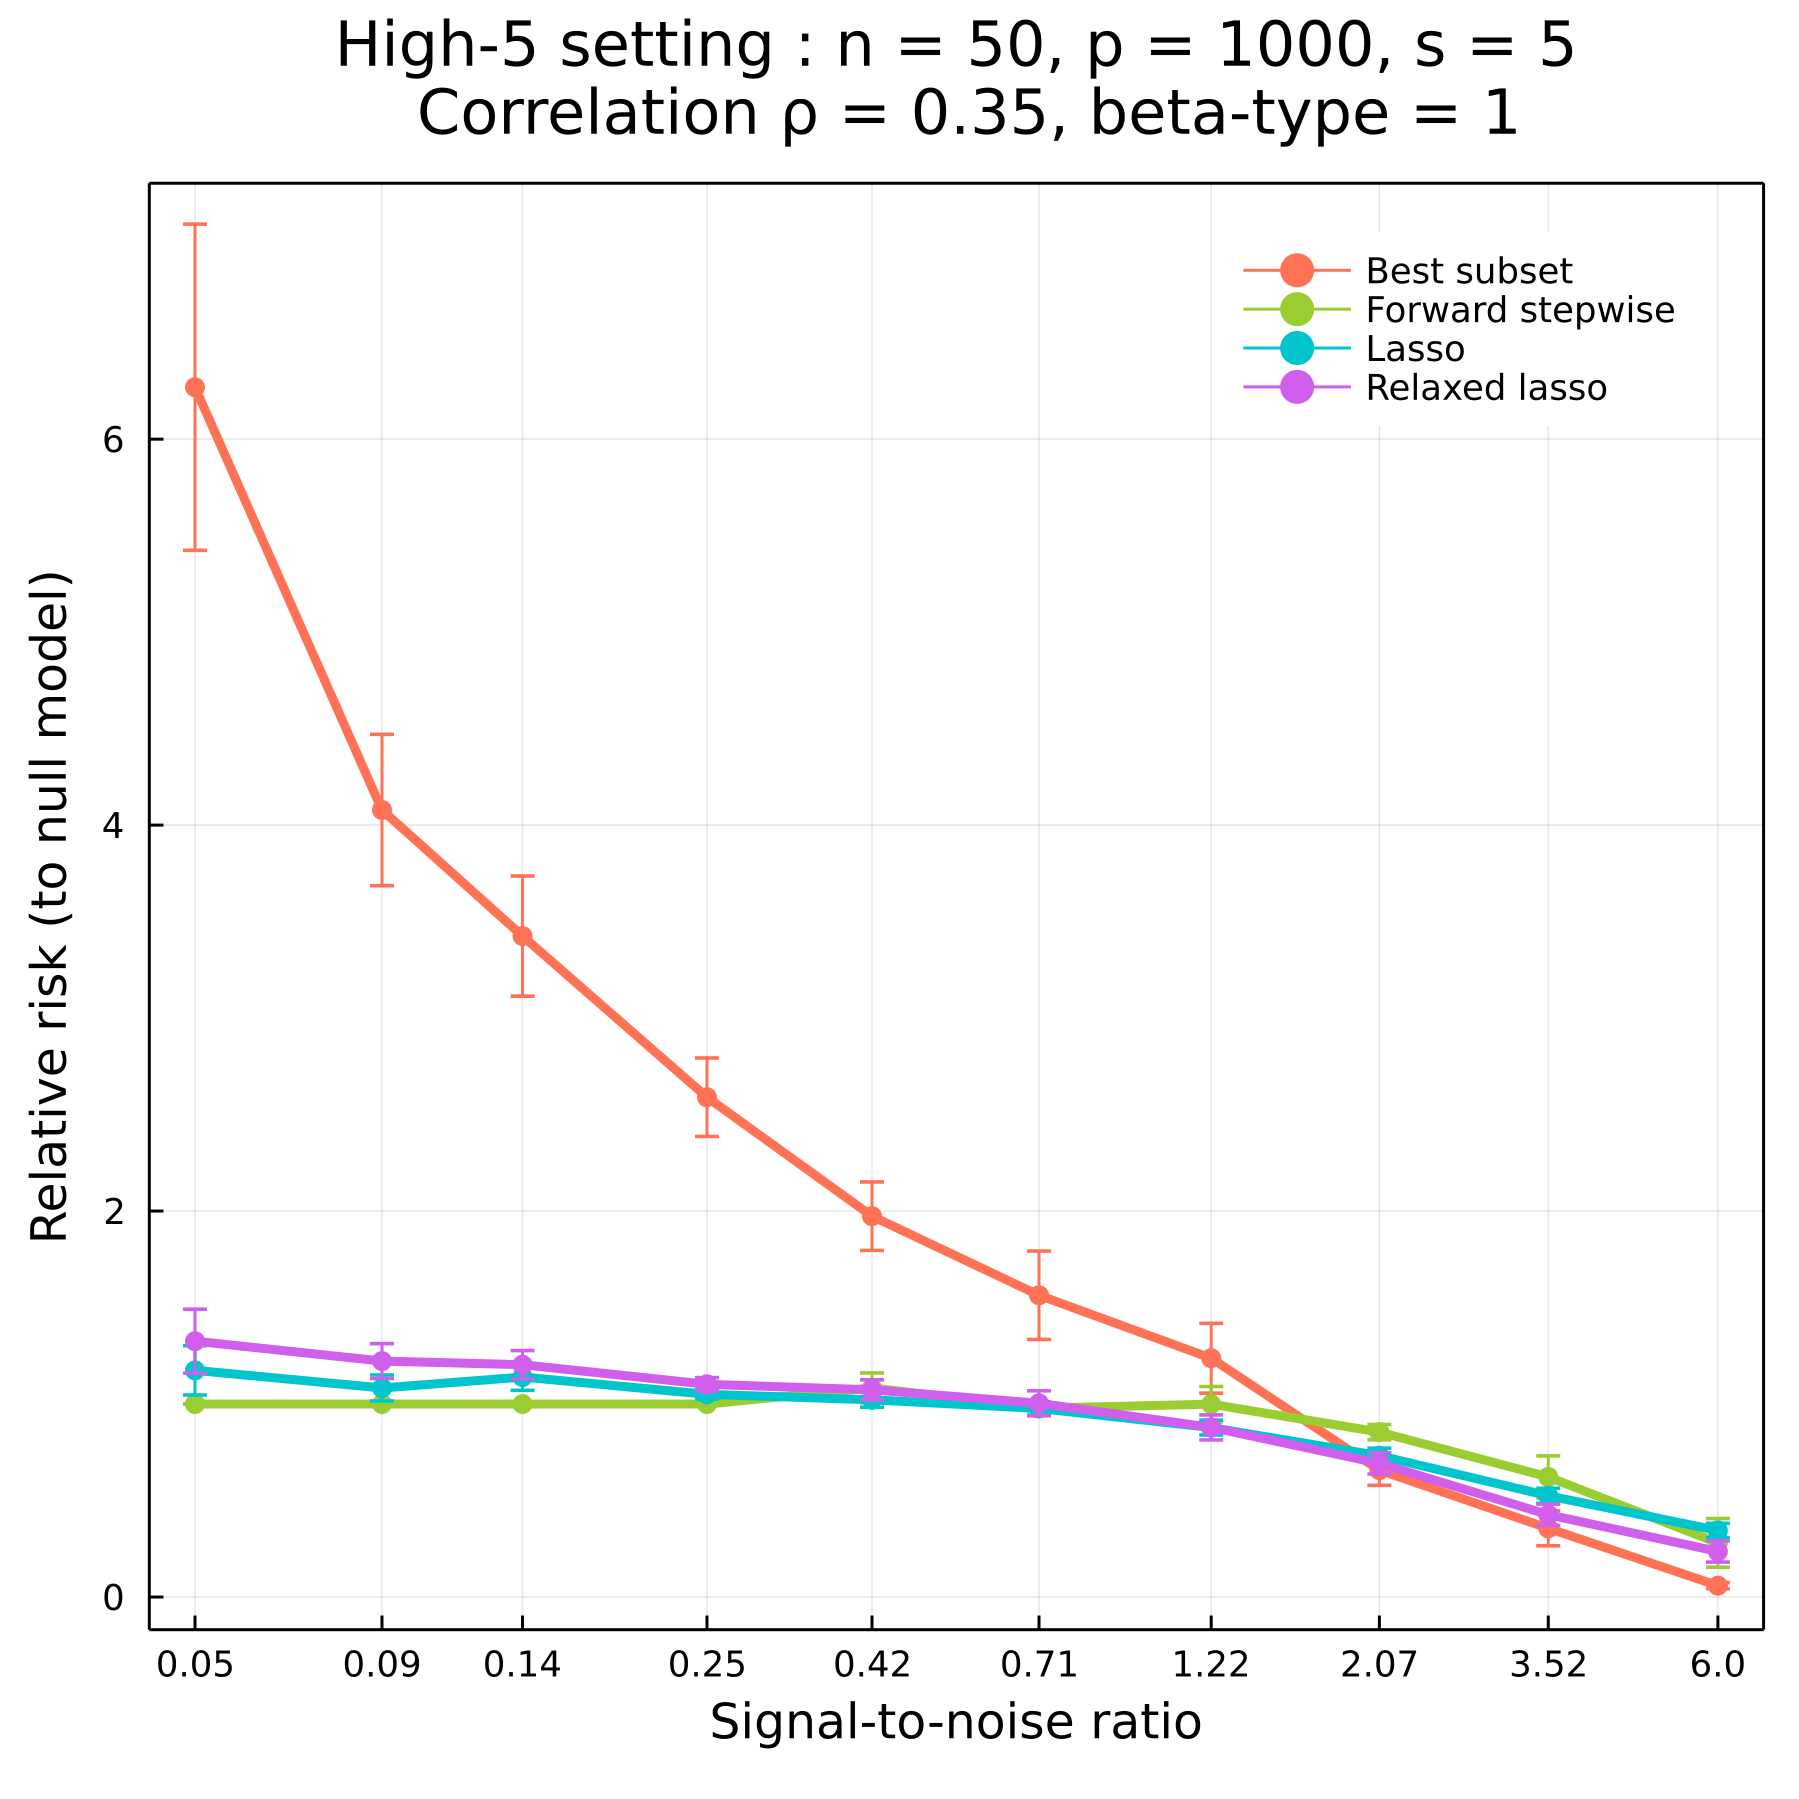 High-5 setting : n = 50, p = 1000, s = 5
Correlation ρ = 0.35, beta-type = 1
Best subset
Forward stepwise
Lasso
Relaxed lasso
Relative risk (to null model)
6
4
2
0
0.05 0.09 0.14 0.25 0.42 0.71 1.22 2.07 3.52 6.0
Signal-to-noise ratio